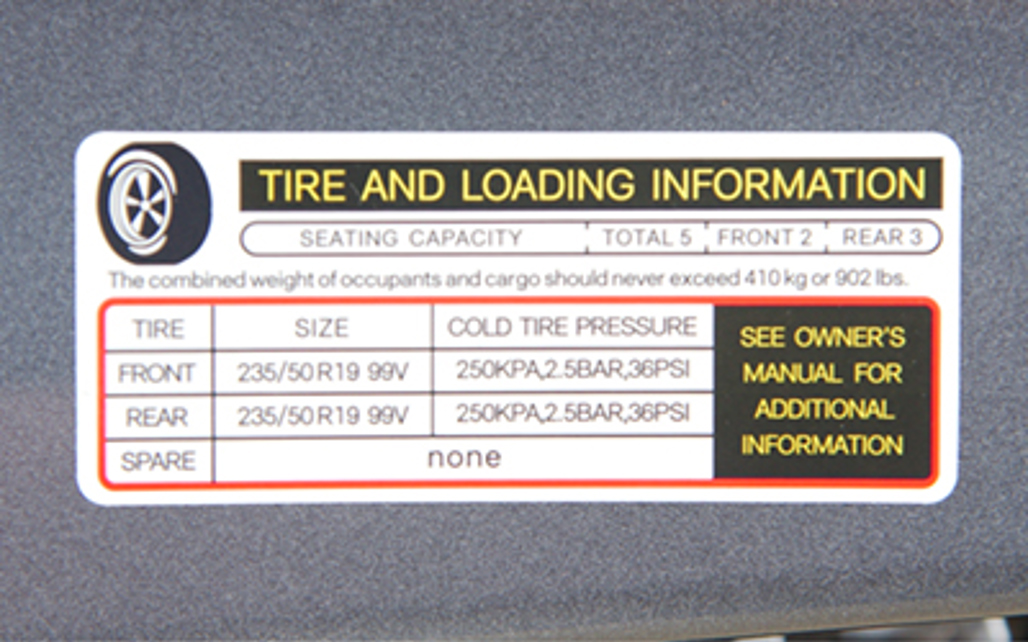 TIRE AND LOADING INFORMATION
SEATING CAPACITY TOTAL 5 FRONT 2 REAR 3
The combined weight of occupants and cargo should never exceed 410 kg or 902 lbs.
TIRE SIZE COLD TIRE PRESSURE
FRONT 235/50 R19 99V 250KPA,2.5BAR,36PSI
REAR 235/50 R19 99V 250KPA,2.5BAR,36PSI
SPARE none
SEE OWNER'S
MANUAL FOR
ADDITIONAL
INFORMATION